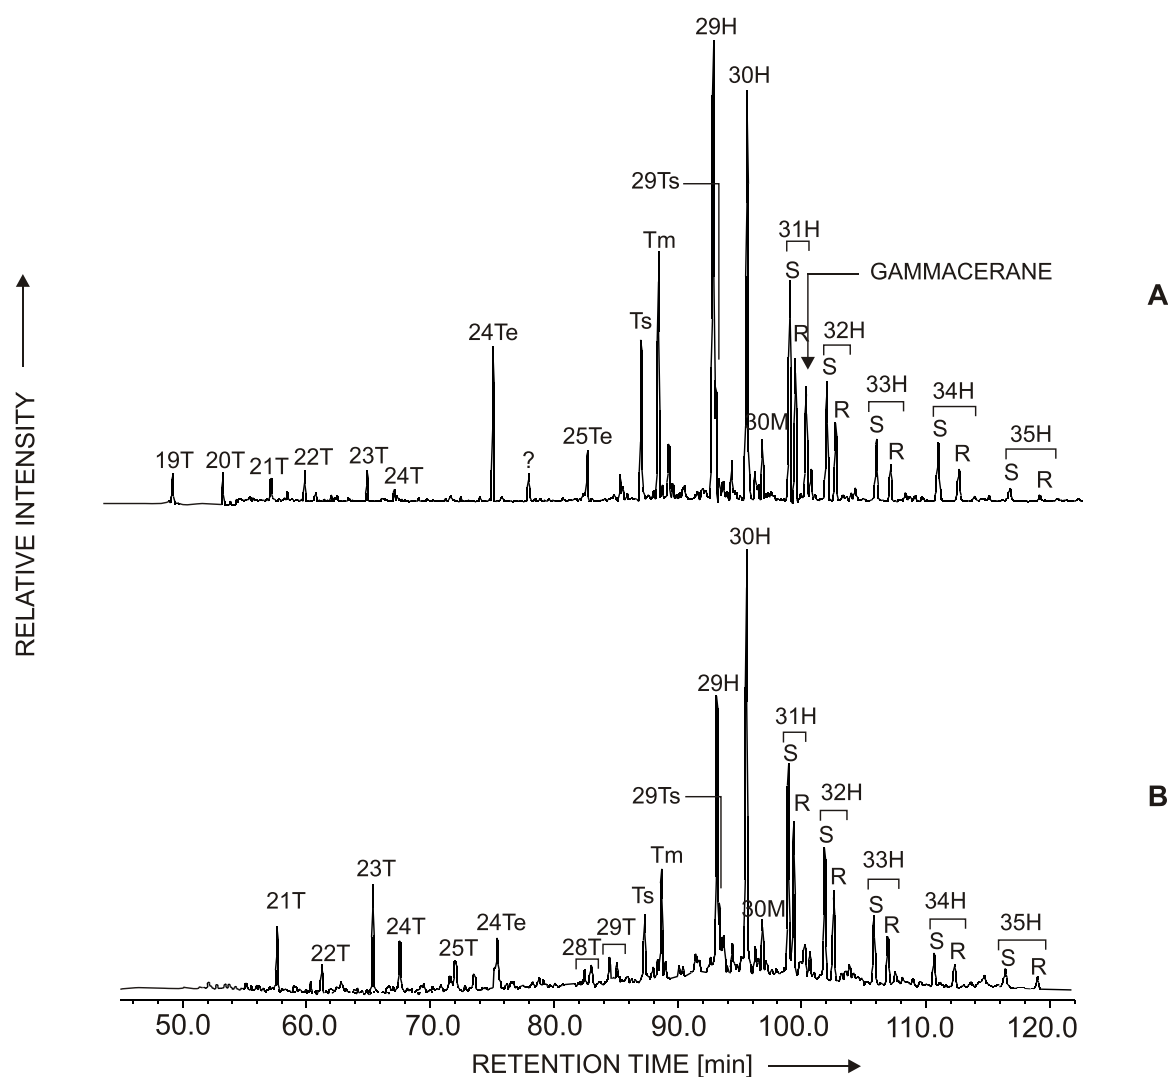 29H
30H
29Ts
31H
Tm
S
GAMMACERANE
A
Ts
24Te
R
32H
S
33H
34H
30M
R
S
S
35H
25Te
R
R
19T
20T
21T
22T
23T
24T
?
S
R
RELATIVE INTENSITY
30H
29H
31H
S
29Ts
R
32H
B
S
Tm
33H
23T
R
Ts
30M
S
34H
21T
24T
24Te
29T
R
35H
22T
25T
28T
S
R
S
R
50.0
60.0
70.0
80.0
90.0
100.0
110.0
120.0
RETENTION TIME [min]